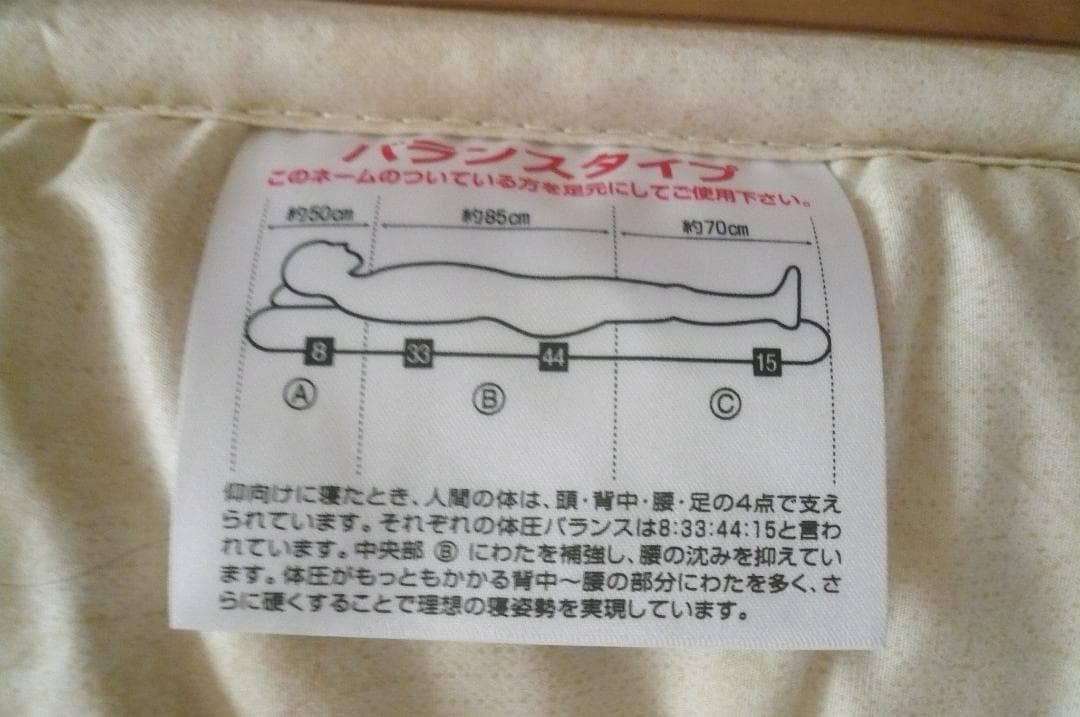 バランスタイプ
このネームのついている方を足元にしてご使用下さい。
約50cm 約85cm 約70cm
8 33 44 15
Ⓐ Ⓑ Ⓒ
仰向けに寝たとき、人間の体は、頭・背中・腰・足の4点で支え
られています。それぞれの体圧バランスは8:33:44:15と言わ
れています。中央部 Ⓑ にわたを補強し、腰の沈みを抑えてい
ます。体圧がもっともかかる背中～腰の部分にわたを多く、さ
らに硬くすることで理想の寝姿勢を実現しています。